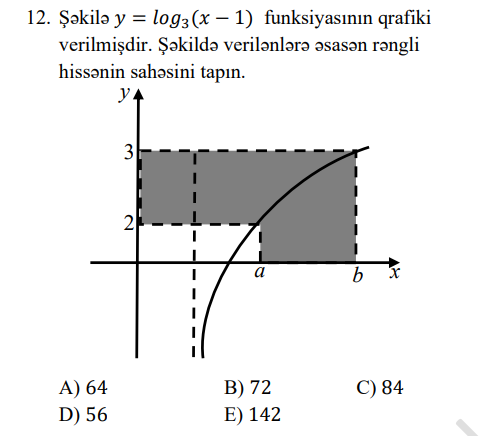 12. Şəkilə y = log₃(x − 1) funksiyasının qrafiki
verilmişdir. Şəkildə verilənlərə əsasən rəngli
hissənin sahəsini tapın.
y
3
2
a b x
A) 64 B) 72 C) 84
D) 56 E) 142